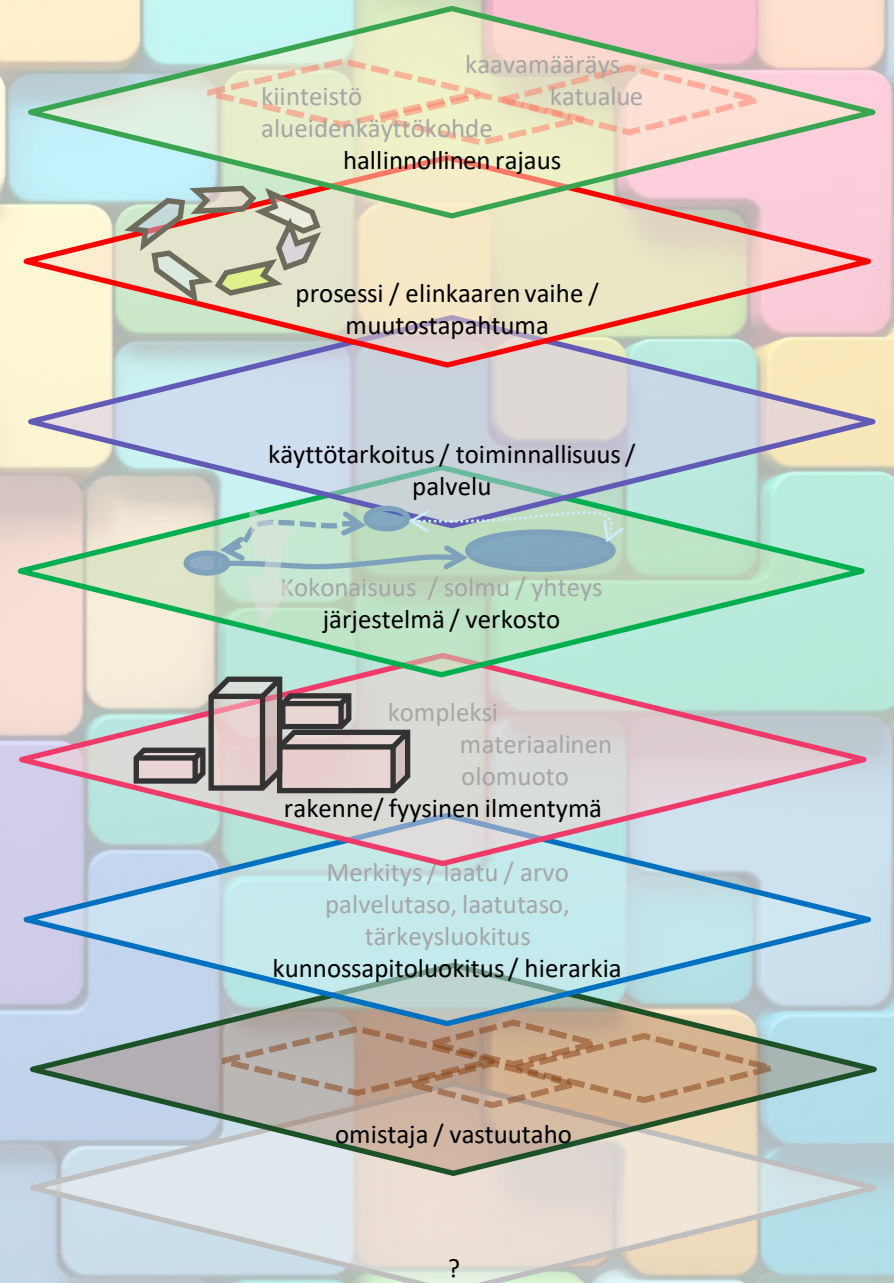 kaavamääräys
kiinteistö katualue
alueidenkäyttökohde
hallinnollinen rajaus
prosessi / elinkaaren vaihe /
muutostapahtuma
käyttötarkoitus / toiminnallisuus /
palvelu
Kokonaisuus / solmu / yhteys
järjestelmä / verkosto
kompleksi
materiaalinen
olomuoto
rakenne/ fyysinen ilmentymä
Merkitys / laatu / arvo
palvelutaso, laatutaso,
tärkeysluokitus
kunnossapitoluokitus / hierarkia
omistaja / vastuutaho
?